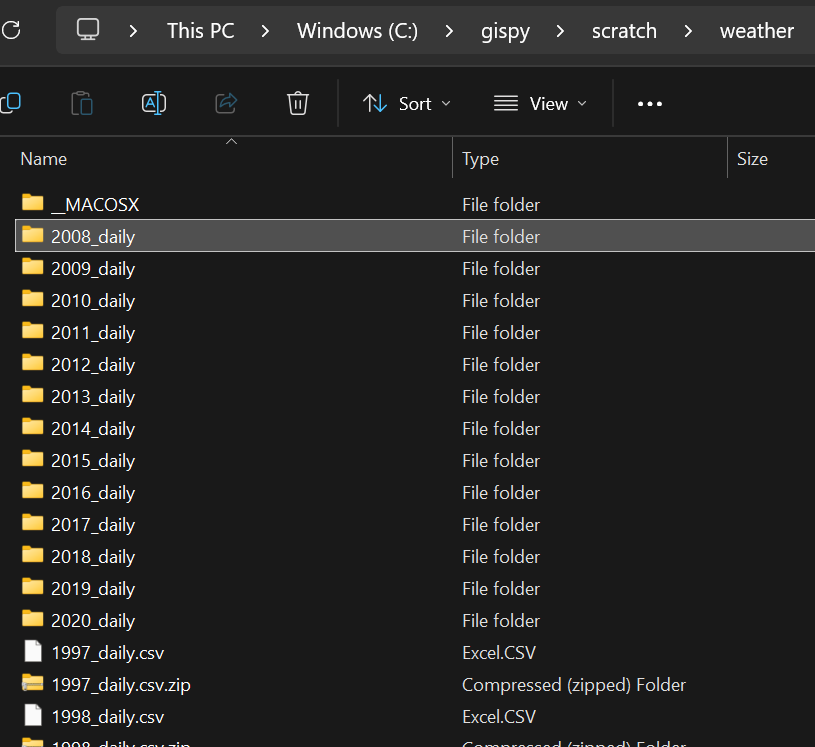 This PC > Windows (C:) > gispy > scratch > weather
Sort View
Name Type Size
__MACOSX File folder
2008_daily File folder
2009_daily File folder
2010_daily File folder
2011_daily File folder
2012_daily File folder
2013_daily File folder
2014_daily File folder
2015_daily File folder
2016_daily File folder
2017_daily File folder
2018_daily File folder
2019_daily File folder
2020_daily File folder
1997_daily.csv Excel.CSV
1997_daily.csv.zip Compressed (zipped) Folder
1998_daily.csv Excel.CSV
1998_daily.csv.zip Compressed (zipped) Folder